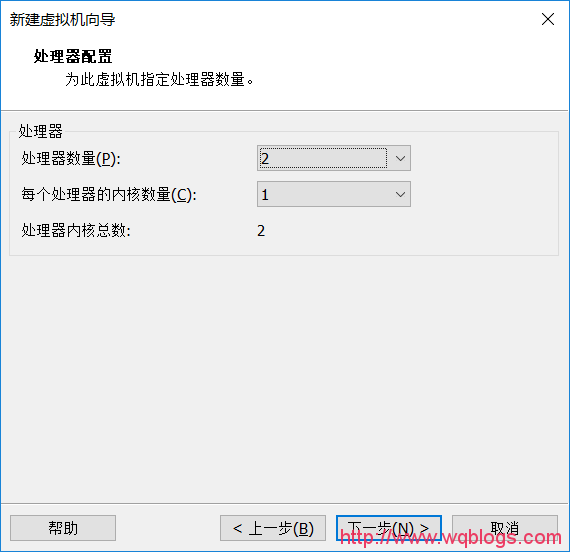 新建虚拟机向导
处理器配置
为此虚拟机指定处理器数量。
处理器
处理器数量(P): 2
每个处理器的内核数量(C): 1
处理器内核总数: 2
帮助 < 上一步(B) 下一步(N) > 取消
http://www.wqblogs.com